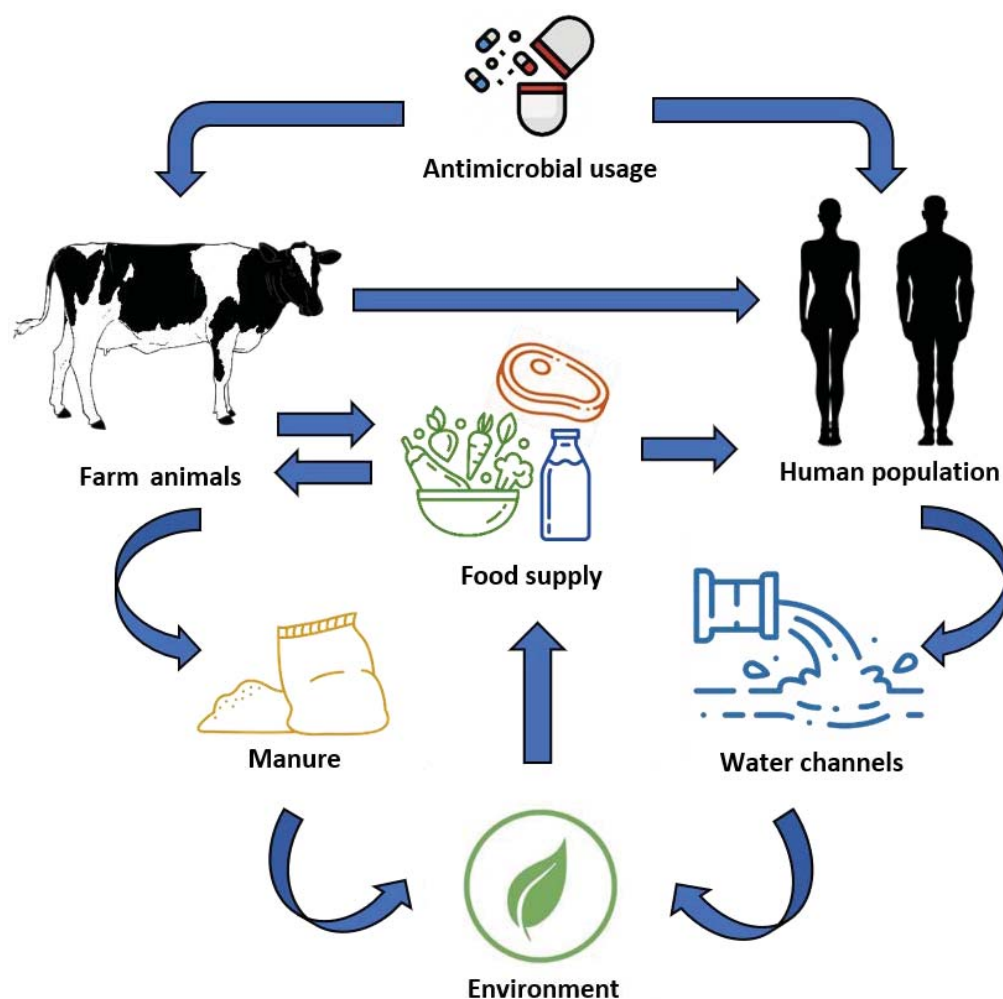 Antimicrobial usage
Farm animals
Human population
Food supply
Manure
Water channels
Environment